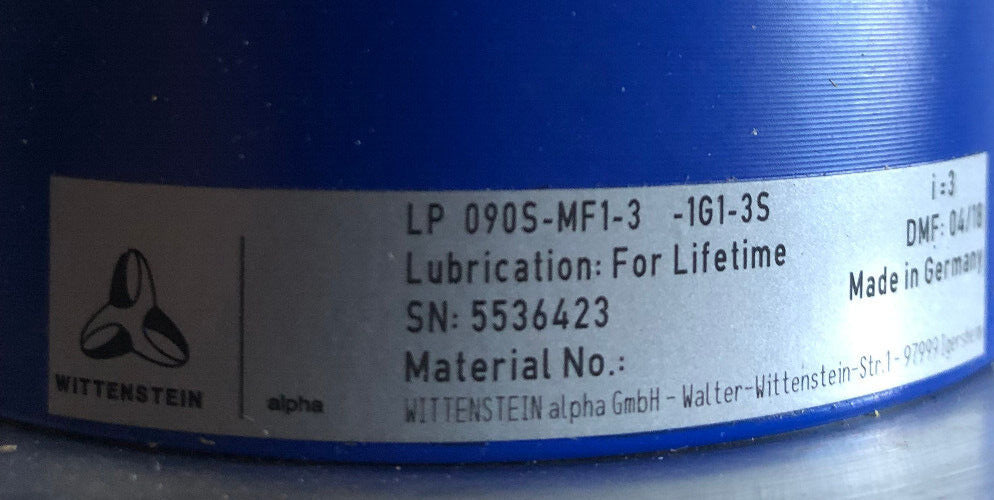 LP 090S-MF1-3 -1G1-3S i=3
Lubrication: For Lifetime DMF: 04/18
SN: 5536423 Made in Germany
Material No.:
WITTENSTEIN alpha GmbH - Walter-Wittenstein-Str.1 - 97999 Igersheim
WITTENSTEIN alpha